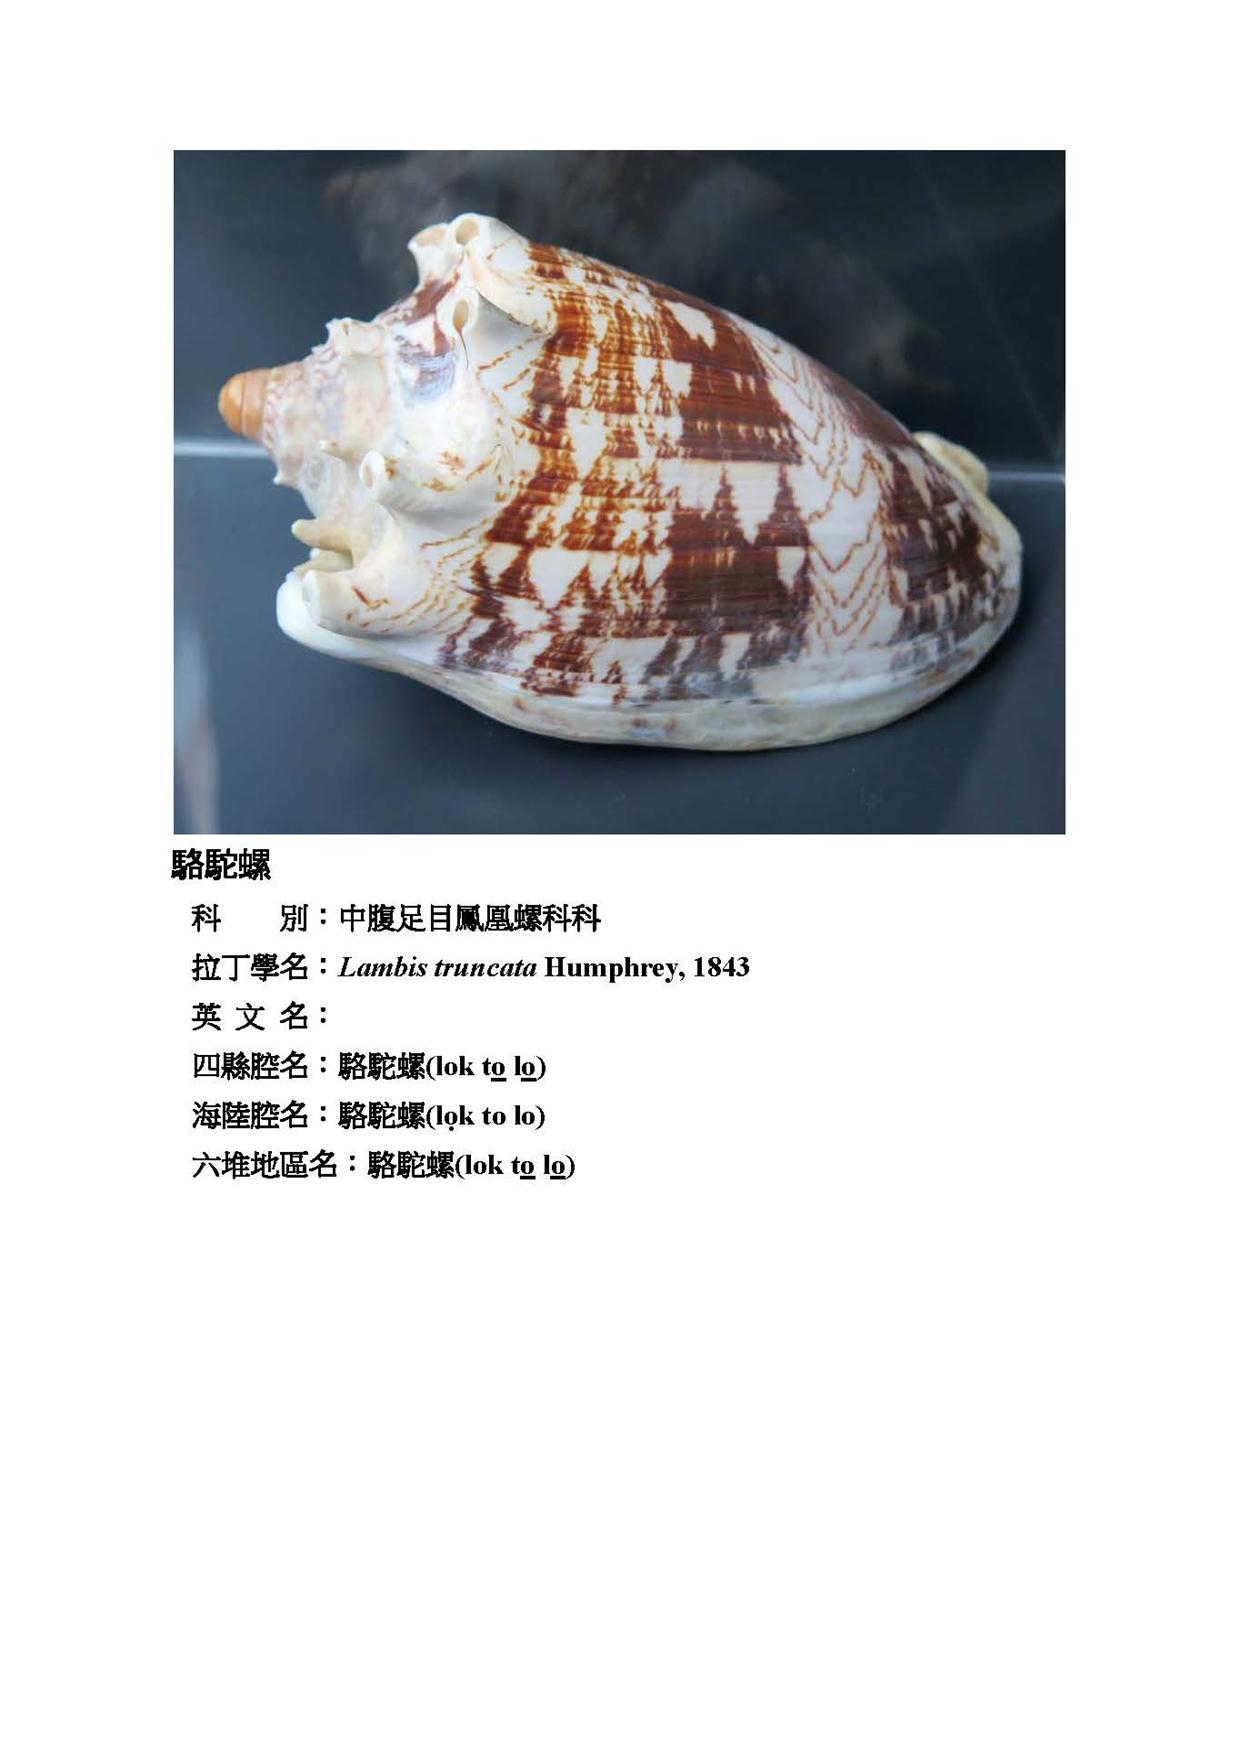 駱駝螺
科　　別：中腹足目鳳凰螺科科
拉丁學名：Lambis truncata Humphrey, 1843
英 文 名：
四縣腔名：駱駝螺(lok to̲ lo̲)
海陸腔名：駱駝螺(lọk to lo)
六堆地區名：駱駝螺(lok to̲ lo̲)